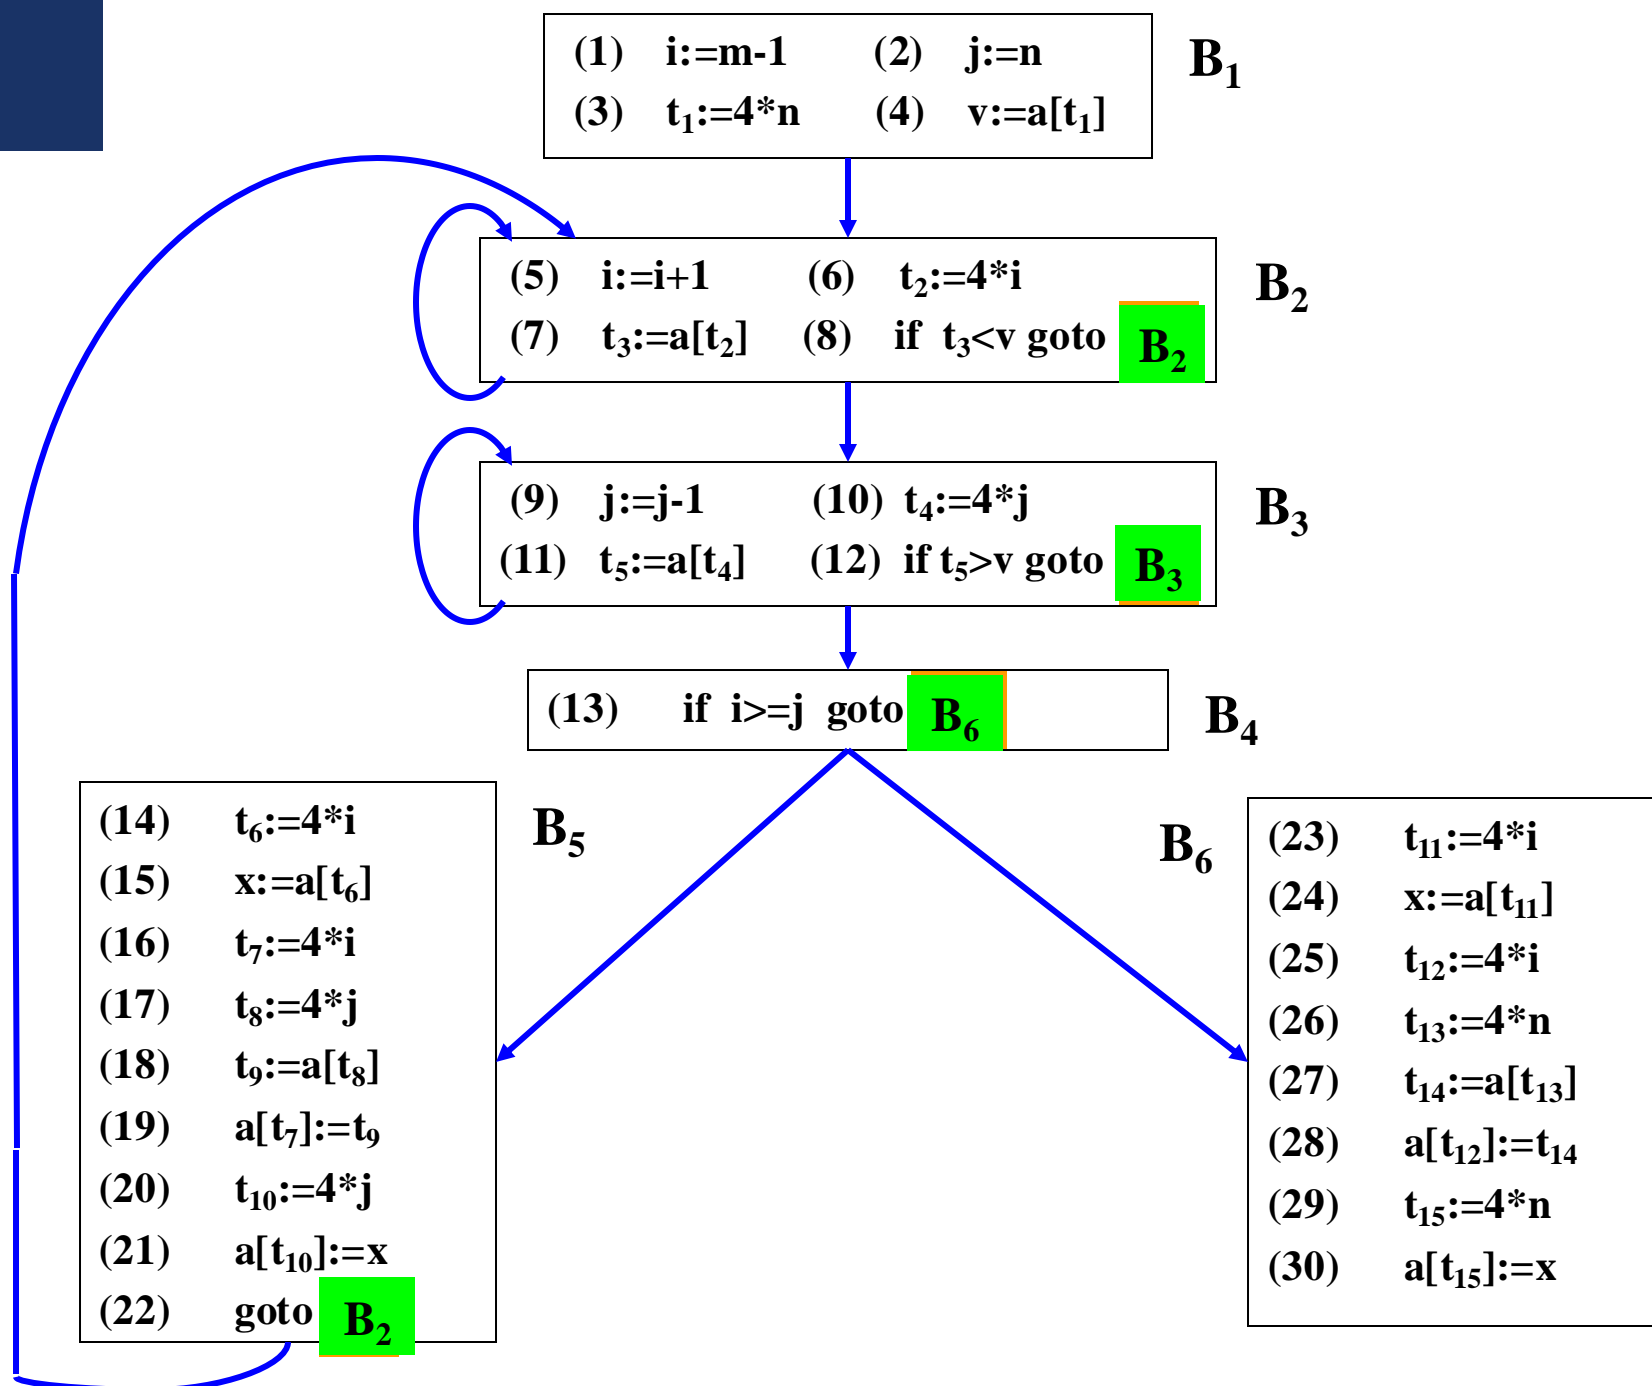 (1) i:=m-1 (2) j:=n B₁
(3) t₁:=4*n (4) v:=a[t₁]
(5) i:=i+1 (6) t₂:=4*i B₂
(7) t₃:=a[t₂] (8) if t₃<v goto B₂
(9) j:=j-1 (10) t₄:=4*j B₃
(11) t₅:=a[t₄] (12) if t₅>v goto B₃
(13) if i>=j goto B₆ B₄
B₅
(14) t₆:=4*i
(15) x:=a[t₆]
(16) t₇:=4*i
(17) t₈:=4*j
(18) t₉:=a[t₈]
(19) a[t₇]:=t₉
(20) t₁₀:=4*j
(21) a[t₁₀]:=x
(22) goto B₂
B₆
(23) t₁₁:=4*i
(24) x:=a[t₁₁]
(25) t₁₂:=4*i
(26) t₁₃:=4*n
(27) t₁₄:=a[t₁₃]
(28) a[t₁₂]:=t₁₄
(29) t₁₅:=4*n
(30) a[t₁₅]:=x